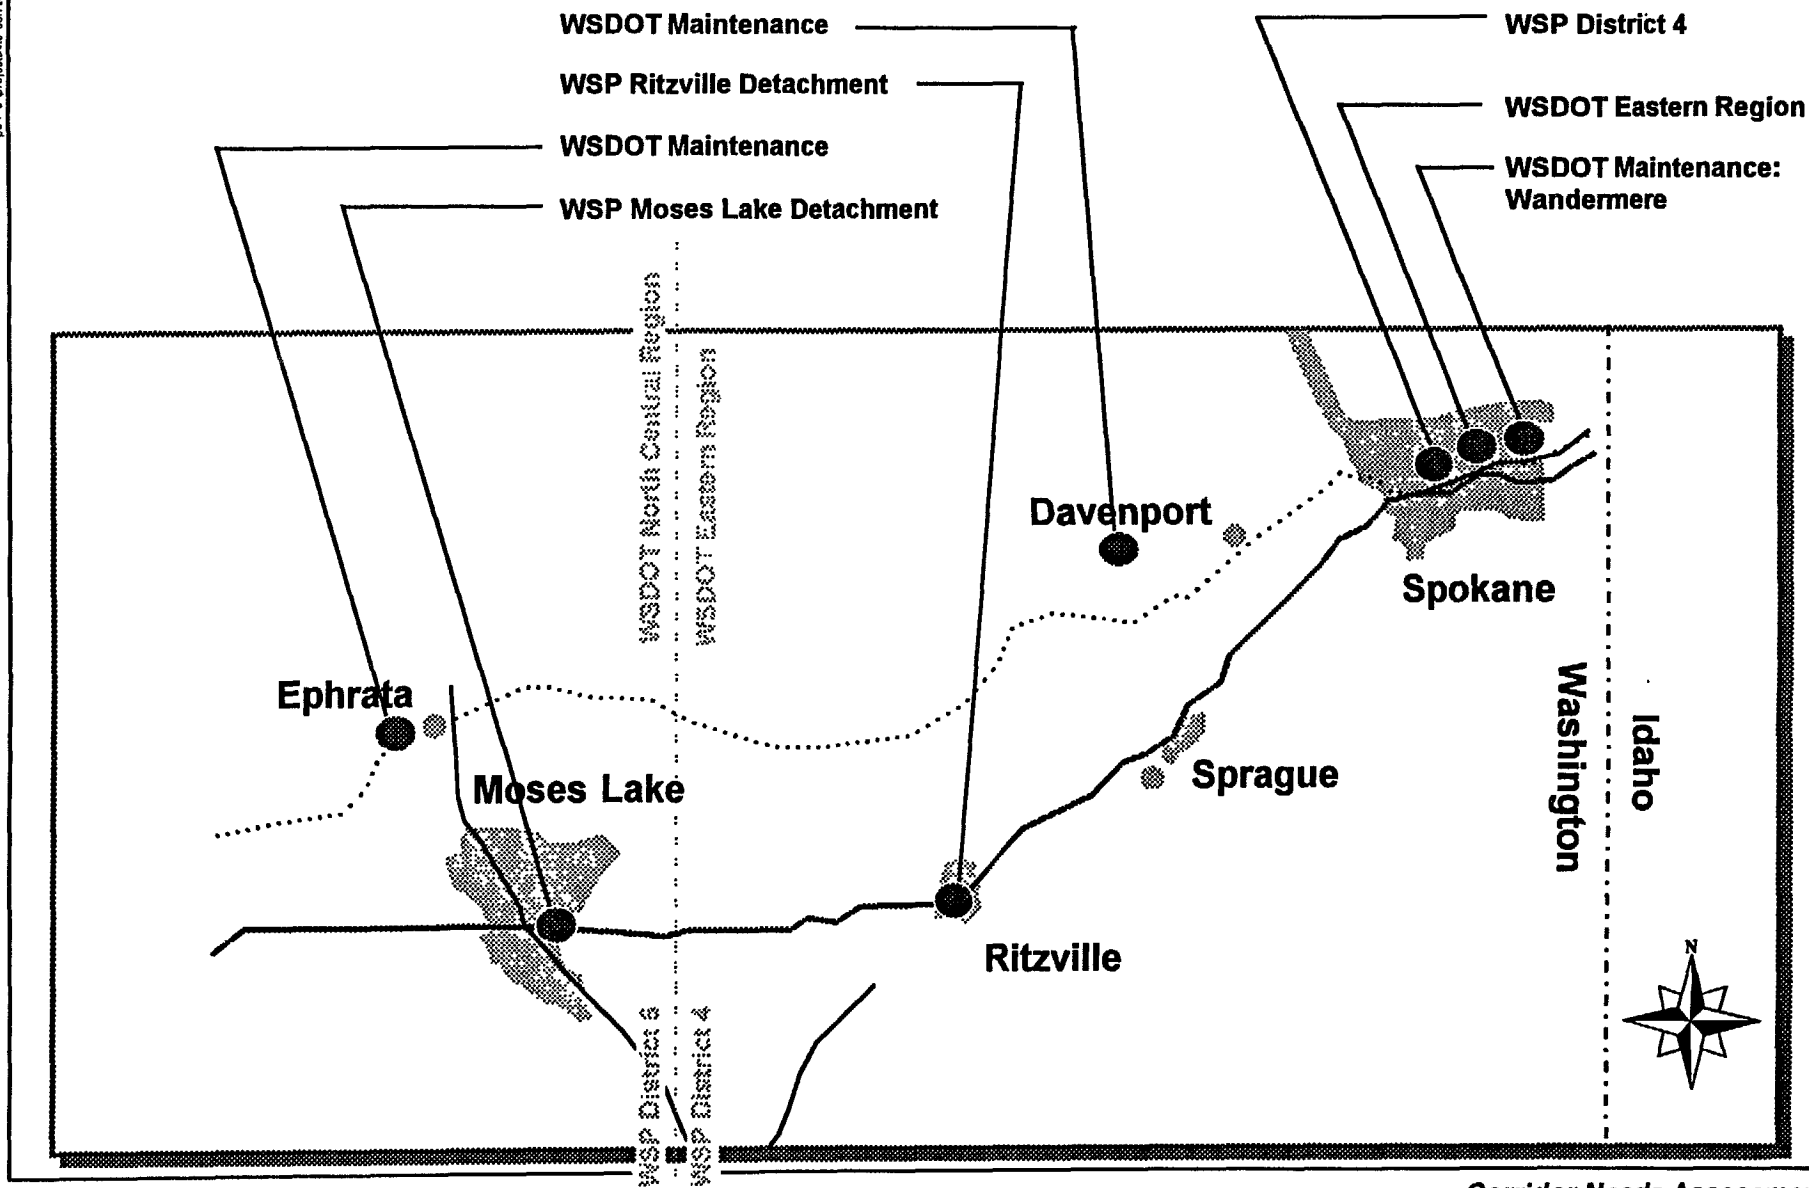 WSDOT Maintenance
WSP Ritzville Detachment
WSDOT Maintenance
WSP Moses Lake Detachment
WSP District 4
WSDOT Eastern Region
WSDOT Maintenance:
Wandermere
WSDOT North Central Region
WSDOT Eastern Region
Davenport
Spokane
Ephrata
Moses Lake
Sprague
Ritzville
Washington
Idaho
N
WSP District 6
WSP District 4